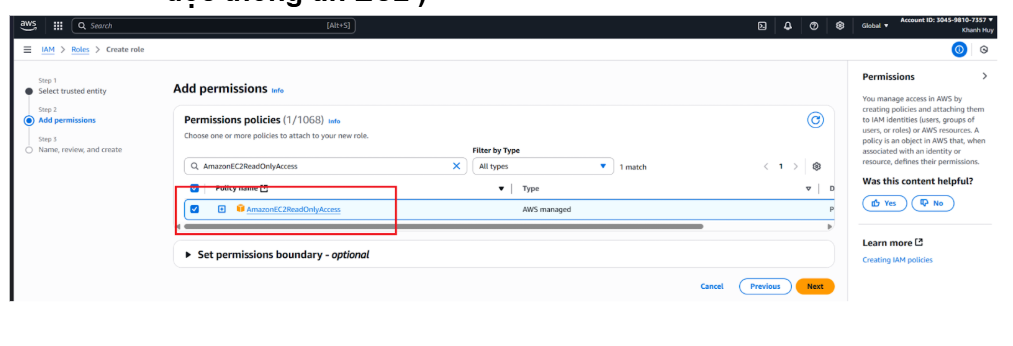 đọc thông tin EC2 )
aws
Search
[Alt+S]
Global ▼
Account ID: 3045-9810-7357 ▼
Khanh Huy
IAM > Roles > Create role
Step 1
Select trusted entity
Step 2
Add permissions
Step 3
Name, review, and create
Add permissions Info
Permissions policies (1/1068) Info
Choose one or more policies to attach to your new role.
Filter by Type
AmazonEC2ReadOnlyAccess
All types
1 match
< 1 >
Policy name
Type
D
AmazonEC2ReadOnlyAccess
AWS managed
P
▶ Set permissions boundary - optional
Cancel
Previous
Next
Permissions
You manage access in AWS by
creating policies and attaching them
to IAM identities (users, groups of
users, or roles) or AWS resources. A
policy is an object in AWS that, when
associated with an identity or
resource, defines their permissions.
Was this content helpful?
Yes
No
Learn more
Creating IAM policies